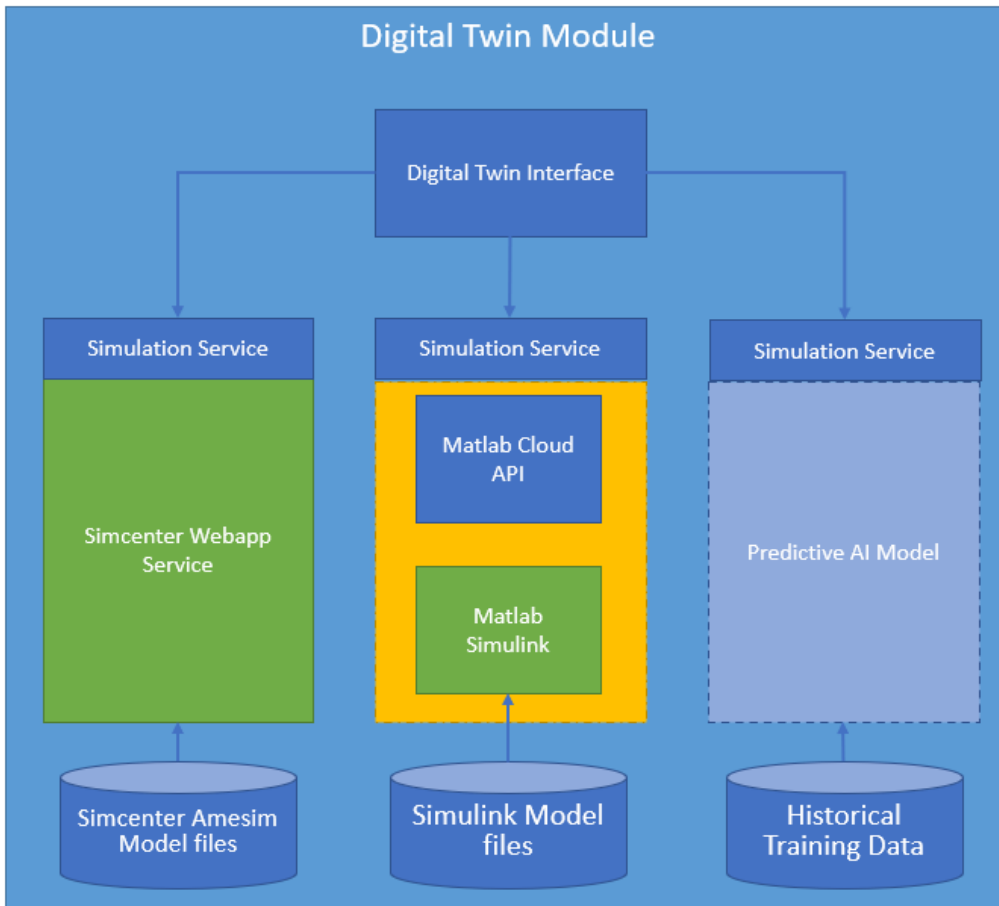 Digital Twin Module
Digital Twin Interface
Simulation Service
Simcenter Webapp
Service
Simcenter Amesim
Model files
Simulation Service
Matlab Cloud
API
Matlab
Simulink
Simulink Model
files
Simulation Service
Predictive AI Model
Historical
Training Data